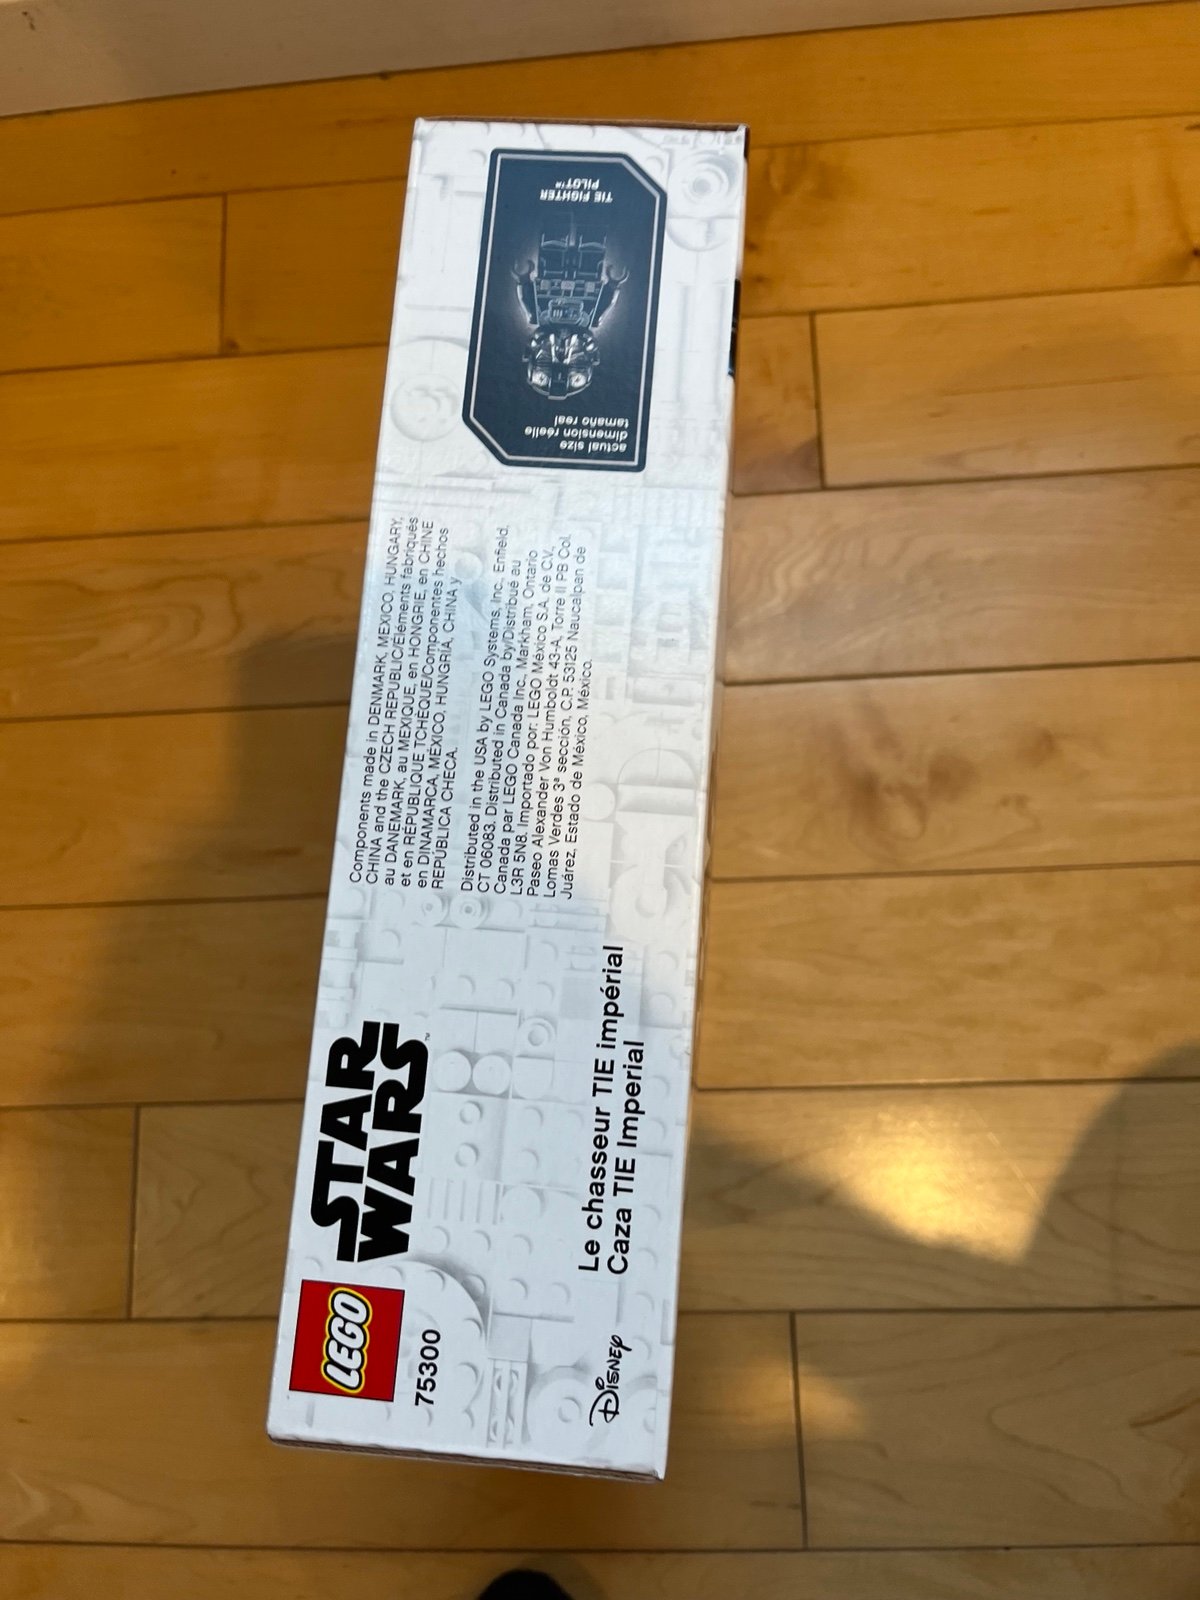 LEGO
STAR
WARS™
75300
Disney
Le chasseur TIE impérial
Caza TIE Imperial
Components made in DENMARK, MEXICO, HUNGARY,
CHINA and the CZECH REPUBLIC/Éléments fabriqués
au DANEMARK, au MEXIQUE, en HONGRIE, en CHINE
et en RÉPUBLIQUE TCHÈQUE/Componentes hechos
en DINAMARCA, MÉXICO, HUNGRÍA, CHINA y
REPÚBLICA CHECA.
Distributed in the USA by LEGO Systems, Inc., Enfield,
CT 06083. Distributed in Canada by/Distribué au
Canada par LEGO Canada Inc., Markham, Ontario
L3R 5N8. Importado por: LEGO México S.A. de C.V.,
Paseo Alexander Von Humboldt 43-A, Torre II PB Col.
Lomas Verdes 3ª sección, C.P. 53125 Naucalpan de
Juárez, Estado de México, México.
actual size
dimension réelle
tamaño real
TIE FIGHTER
PILOT™